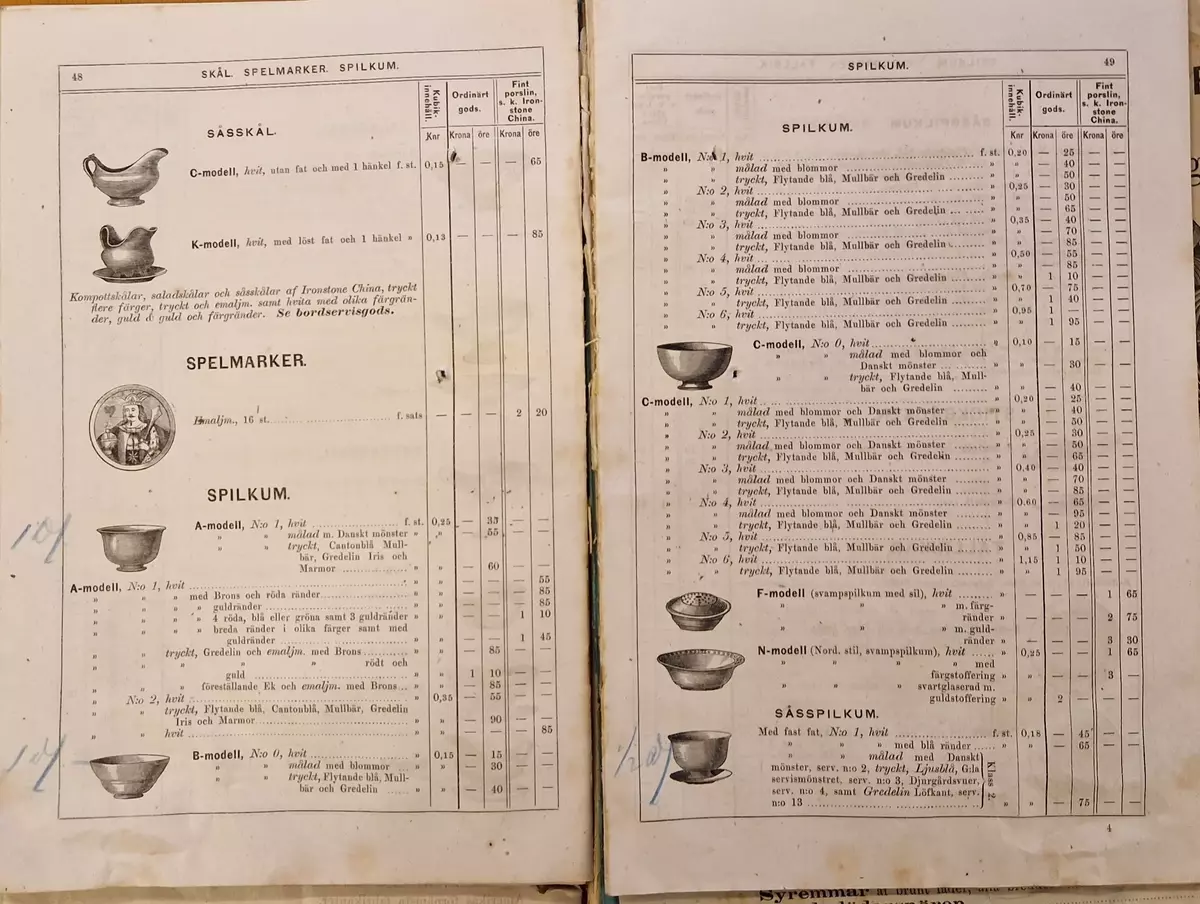 48
SKÅL. SPELMARKER. SPILKUM.
Kubik-innehåll.
Ordinärt gods.
Fint porslin, s. k. Iron-stone China.
Knr Krona öre Krona öre
SÅSSKÅL.
C-modell, hvit, utan fat och med 1 hänkel f. st. 0,15 — — — 65
K-modell, hvit, med löst fat och 1 hänkel » 0,13 — — — 85
Kompottskålar, saladskålar och såsskålar af Ironstone China, tryckt
flere färger, tryckt och emaljm. samt hvita med olika färgrän-
der, guld & guld och färgränder. Se bordservisgods.
SPELMARKER.
Emaljm., 16 st. f. sats — — — 2 20
SPILKUM.
A-modell, N:o 1, hvit f. st. 0,25 — 35 — —
» » målad m. Danskt mönster » » — 55 — —
» » tryckt, Cantonblå Mull-
bär, Gredelin Iris och
Marmor » » — 60 — —
A-modell, N:o 1, hvit » » — — — 55
» » » med Brons och röda ränder » » — — — 85
» » » guldränder » » — — — 85
» » » 4 röda, blå eller gröna samt 3 guldränder » » — — 1 10
» » » breda ränder i olika färger samt med
guldränder » » — — 1 45
» » tryckt, Gredelin och emaljm. med Brons » » — 85 — —
» » » » » rödt och
guld » » 1 10 — —
» » » föreställande Ek och emaljm. med Brons » » — 85 — —
» N:o 2, hvit » 0,35 — 55 — —
» » tryckt, Flytande blå, Cantonblå, Mullbär, Gredelin
Iris och Marmor » » — 90 — —
» » hvit » » — — — 85
B-modell, N:o 0, hvit » 0,15 — 15 — —
» » målad med blommor » » — 30 — —
» » tryckt, Flytande blå, Mull-
bär och Gredelin » » — 40 — —
SPILKUM.
49
Kubik-innehåll.
Ordinärt gods.
Fint porslin, s. k. Iron-stone China.
Knr Krona öre Krona öre
SPILKUM.
B-modell, N:o 1, hvit f. st. 0,20 — 25 — —
» » målad med blommor » » — 40 — —
» » tryckt, Flytande blå, Mullbär och Gredelin » » — 50 — —
» N:o 2, hvit » 0,25 — 30 — —
» » målad med blommor » » — 50 — —
» » tryckt, Flytande blå, Mullbär och Gredelin » » — 65 — —
» N:o 3, hvit » 0,35 — 40 — —
» » målad med blommor » » — 70 — —
» » tryckt, Flytande blå, Mullbär och Gredelin » » — 85 — —
» N:o 4, hvit » 0,50 — 55 — —
» » målad med blommor » » — 85 — —
» » tryckt, Flytande blå, Mullbär och Gredelin » » 1 10 — —
» N:o 5, hvit » 0,70 — 75 — —
» » tryckt, Flytande blå, Mullbär och Gredelin » » 1 40 — —
» N:o 6, hvit » 0,95 1 — — —
» » tryckt, Flytande blå, Mullbär och Gredelin » » 1 95 — —
C-modell, N:o 0, hvit » 0,10 — 15 — —
» » målad med blommor och
Danskt mönster » » — 30 — —
» » tryckt, Flytande blå, Mull-
bär och Gredelin » » — 40 — —
C-modell, N:o 1, hvit » 0,20 — 25 — —
» » målad med blommor och Danskt mönster » » — 40 — —
» » tryckt, Flytande blå, Mullbär och Gredelin » » — 50 — —
» N:o 2, hvit » 0,25 — 30 — —
» » målad med blommor och Danskt mönster » » — 50 — —
» » tryckt, Flytande blå, Mullbär och Gredelin » » — 65 — —
» N:o 3, hvit » 0,40 — 40 — —
» » målad med blommor och Danskt mönster » » — 70 — —
» » tryckt, Flytande blå, Mullbär och Gredelin » » — 85 — —
» N:o 4, hvit » 0.60 — 65 — —
» » målad med blommor och Danskt mönster » » — 95 — —
» » tryckt, Flytande blå, Mullbär och Gredelin » » 1 20 — —
» N:o 5, hvit » 0,85 — 85 — —
» » tryckt, Flytande blå, Mullbär och Gredelin » » 1 50 — —
» N:o 6, hvit » 1,15 1 10 — —
» » tryckt, Flytande blå, Mullbär och Gredelin » » 1 95 — —
F-modell (svampspilkum med sil), hvit » — — — 1 65
» » » m. färg-
ränder » — — — 2 75
» » » m. guld-
ränder » — — — 3 30
N-modell (Nord. stil, svampspilkum), hvit » 0,25 — — 1 65
» » » med
färgstoffering » » — — 3 —
» » » svartglaserad m.
guldstoffering » » 2 — — —
SÅSSPILKUM.
Med fast fat, N:o 1, hvit f. st. 0,18 — 45 — —
» » » med blå ränder » » — 65 — —
» » målad med Danskt
mönster, serv. n:o 2, tryckt, Ljusblå, Gula
servismönstret, serv. n:o 3, Djurgårdsvuer,
serv. n:o 4, samt Gredelin Löfkant, serv.
n:o 13 » » — 75 — —
Klass 2.
4
Syremmar